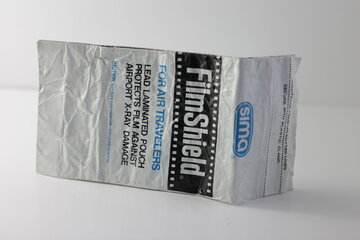 SIMA
FilmShield
FOR AIR TRAVELERS
LEAD LAMINATED POUCH
PROTECTS FILM AGAINST
AIRPORT X-RAY DAMAGE